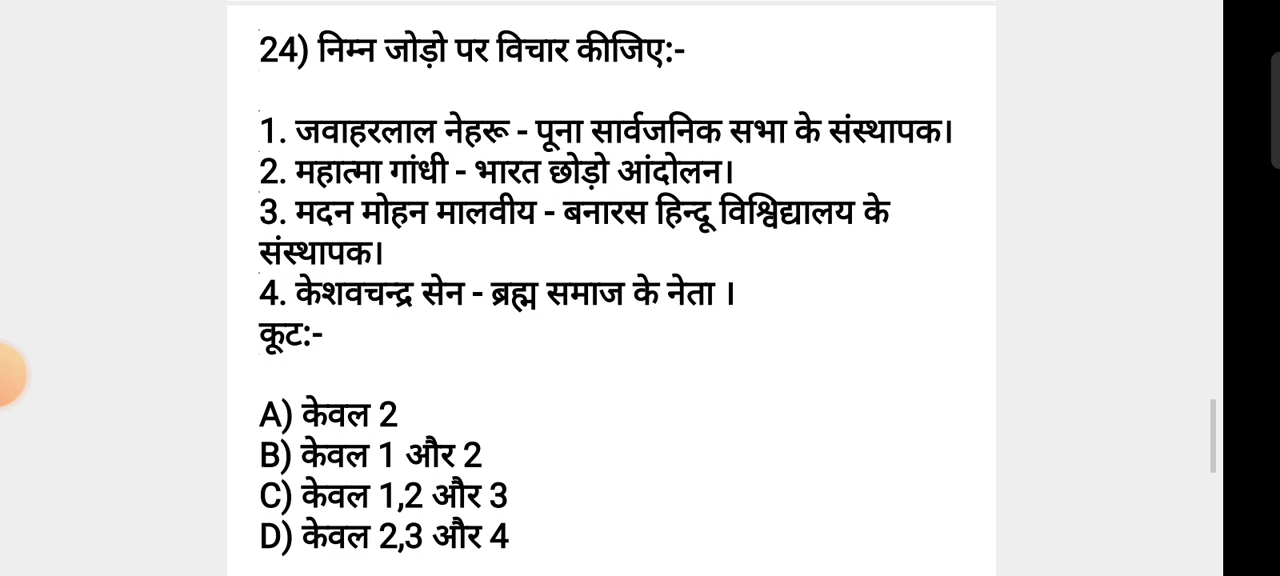 24) निम्न जोड़ो पर विचार कीजिए:-
1. जवाहरलाल नेहरू - पूना सार्वजनिक सभा के संस्थापक।
2. महात्मा गांधी - भारत छोड़ो आंदोलन।
3. मदन मोहन मालवीय - बनारस हिन्दू विश्विद्यालय के
संस्थापक।
4. केशवचन्द्र सेन - ब्रह्म समाज के नेता ।
कूट:-
A) केवल 2
B) केवल 1 और 2
C) केवल 1,2 और 3
D) केवल 2,3 और 4